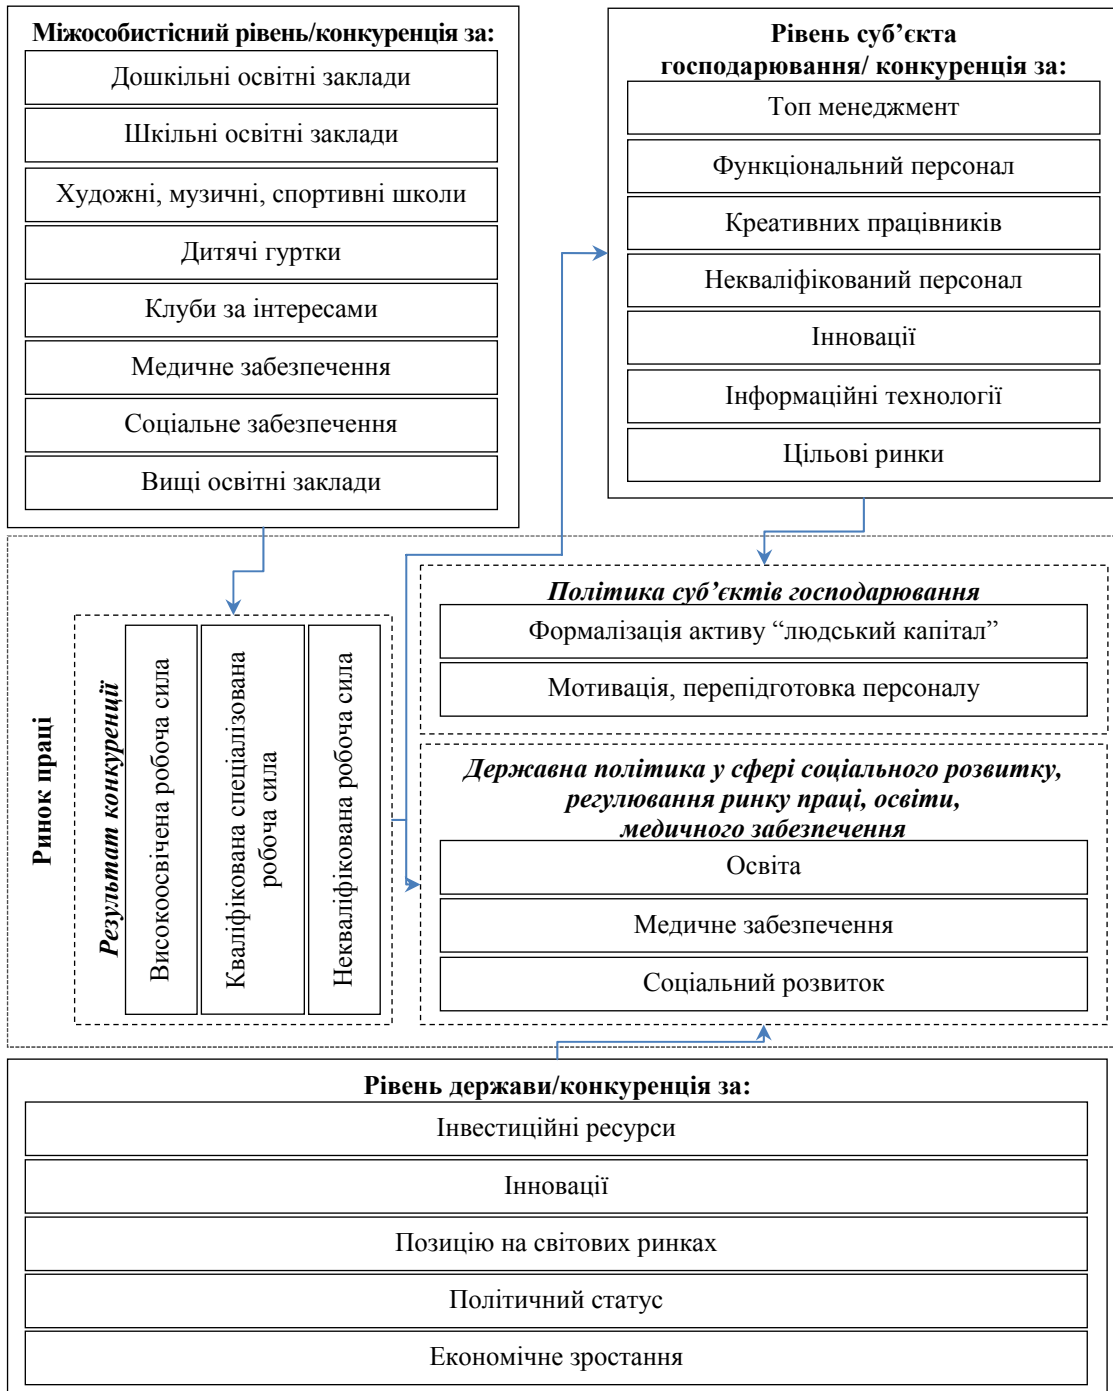 Міжособистісний рівень/конкуренція за:
Дошкільні освітні заклади
Шкільні освітні заклади
Художні, музичні, спортивні школи
Дитячі гуртки
Клуби за інтересами
Медичне забезпечення
Соціальне забезпечення
Вищі освітні заклади
Рівень суб’єкта
господарювання/ конкуренція за:
Топ менеджмент
Функціональний персонал
Креативних працівників
Некваліфікований персонал
Інновації
Інформаційні технології
Цільові ринки
Ринок праці
Результат конкуренції
Високоосвічена робоча сила
Кваліфікована спеціалізована
робоча сила
Некваліфікована робоча сила
Політика суб’єктів господарювання
Формалізація активу “людський капітал”
Мотивація, перепідготовка персоналу
Державна політика у сфері соціального розвитку,
регулювання ринку праці, освіти,
медичного забезпечення
Освіта
Медичне забезпечення
Соціальний розвиток
Рівень держави/конкуренція за:
Інвестиційні ресурси
Інновації
Позицію на світових ринках
Політичний статус
Економічне зростання